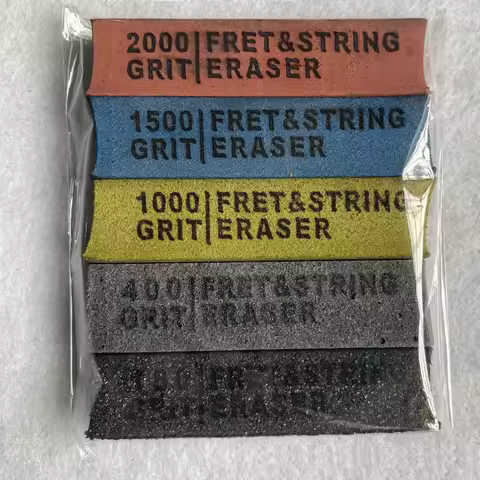 2000|FRET&STRING
GRIT|ERASER
1500|FRET&STRING
GRIT|ERASER
1000|FRET&STRING
GRIT|ERASER
400|FRET&STRING
GRIT|ERASER
FRET&STRING
GRIT|ERASER